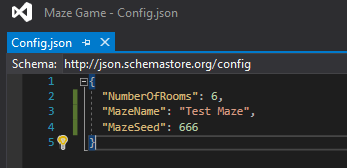 Maze Game - Config.json
Config.json
Schema: http://json.schemastore.org/config
1 {
2 "NumberOfRooms": 6,
3 "MazeName": "Test Maze",
4 "MazeSeed": 666
5 }